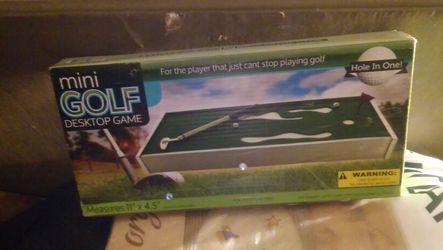 For the player that just cant stop playing golf
Hole In One!
mini
GOLF
DESKTOP GAME
WARNING:
Measures 11" x 4.5"